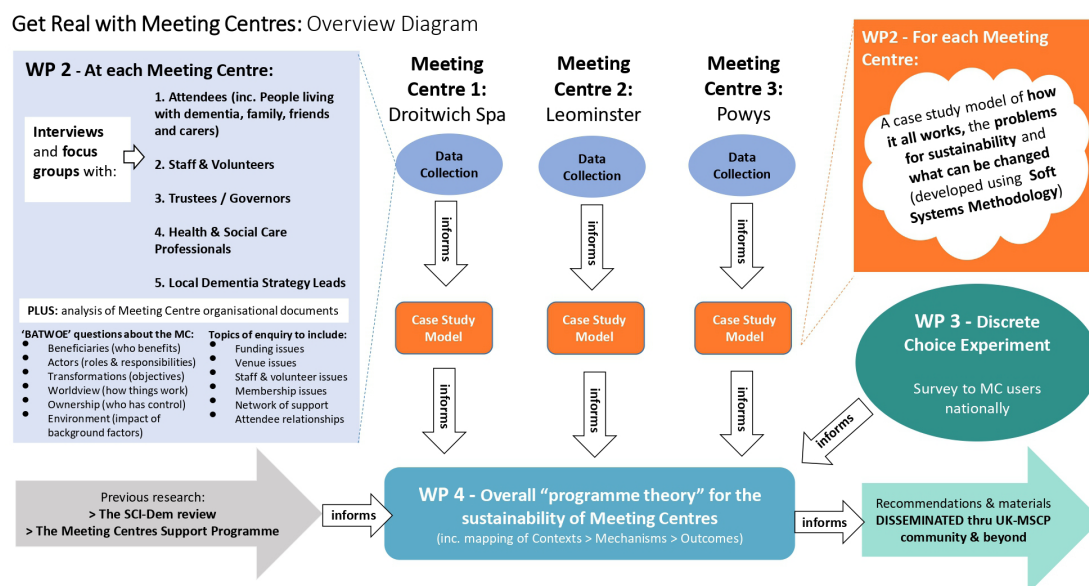 Get Real with Meeting Centres: Overview Diagram
WP 2 - At each Meeting Centre:
Interviews
and focus
groups with:
1. Attendees (inc. People living
with dementia, family, friends
and carers)
2. Staff & Volunteers
3. Trustees / Governors
4. Health & Social Care
Professionals
5. Local Dementia Strategy Leads
PLUS: analysis of Meeting Centre organisational documents
‘BATWOE’ questions about the MC:
Beneficiaries (who benefits)
Actors (roles & responsibilities)
Transformations (objectives)
Worldview (how things work)
Ownership (who has control)
Environment (impact of
background factors)
Topics of enquiry to include:
Funding issues
Venue issues
Staff & volunteer issues
Membership issues
Network of support
Attendee relationships
Meeting
Centre 1:
Droitwich Spa
Data
Collection
informs
Case Study
Model
informs
Meeting
Centre 2:
Leominster
Data
Collection
informs
Case Study
Model
informs
Meeting
Centre 3:
Powys
Data
Collection
informs
Case Study
Model
informs
WP2 - For each Meeting
Centre:
A case study model of how
it all works, the problems
for sustainability and
what can be changed
(developed using Soft
Systems Methodology)
WP 3 - Discrete
Choice Experiment
Survey to MC users
nationally
informs
Previous research:
> The SCI-Dem review
> The Meeting Centres Support Programme
informs
WP 4 - Overall “programme theory” for the
sustainability of Meeting Centres
(inc. mapping of Contexts > Mechanisms > Outcomes)
informs
Recommendations & materials
DISSEMINATED thru UK-MSCP
community & beyond